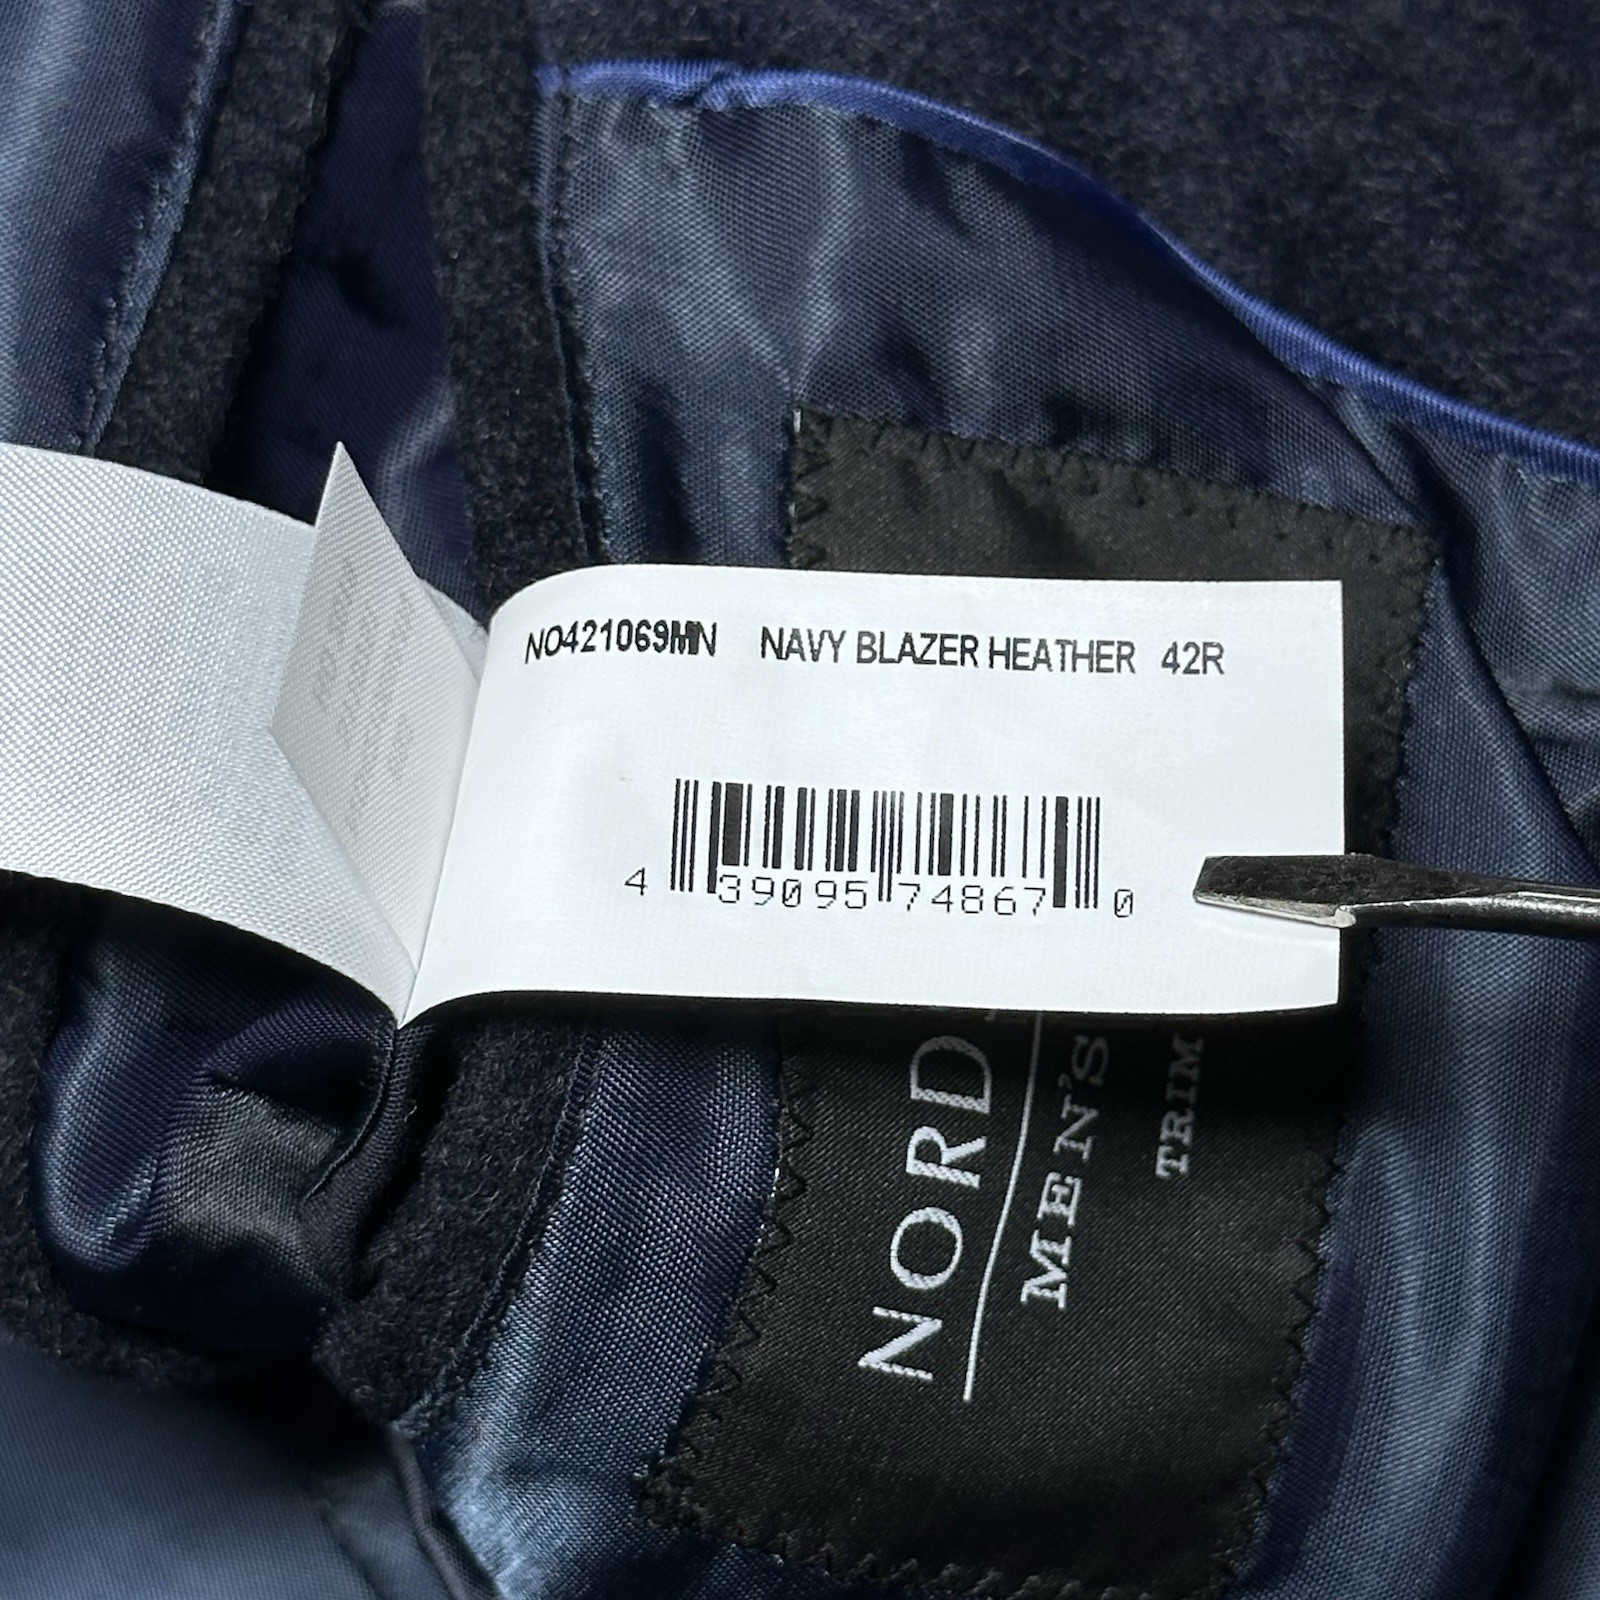 NO421069MN NAVY BLAZER HEATHER 42R
4 39095 74867 0
NORD
MEN'S
TRIM